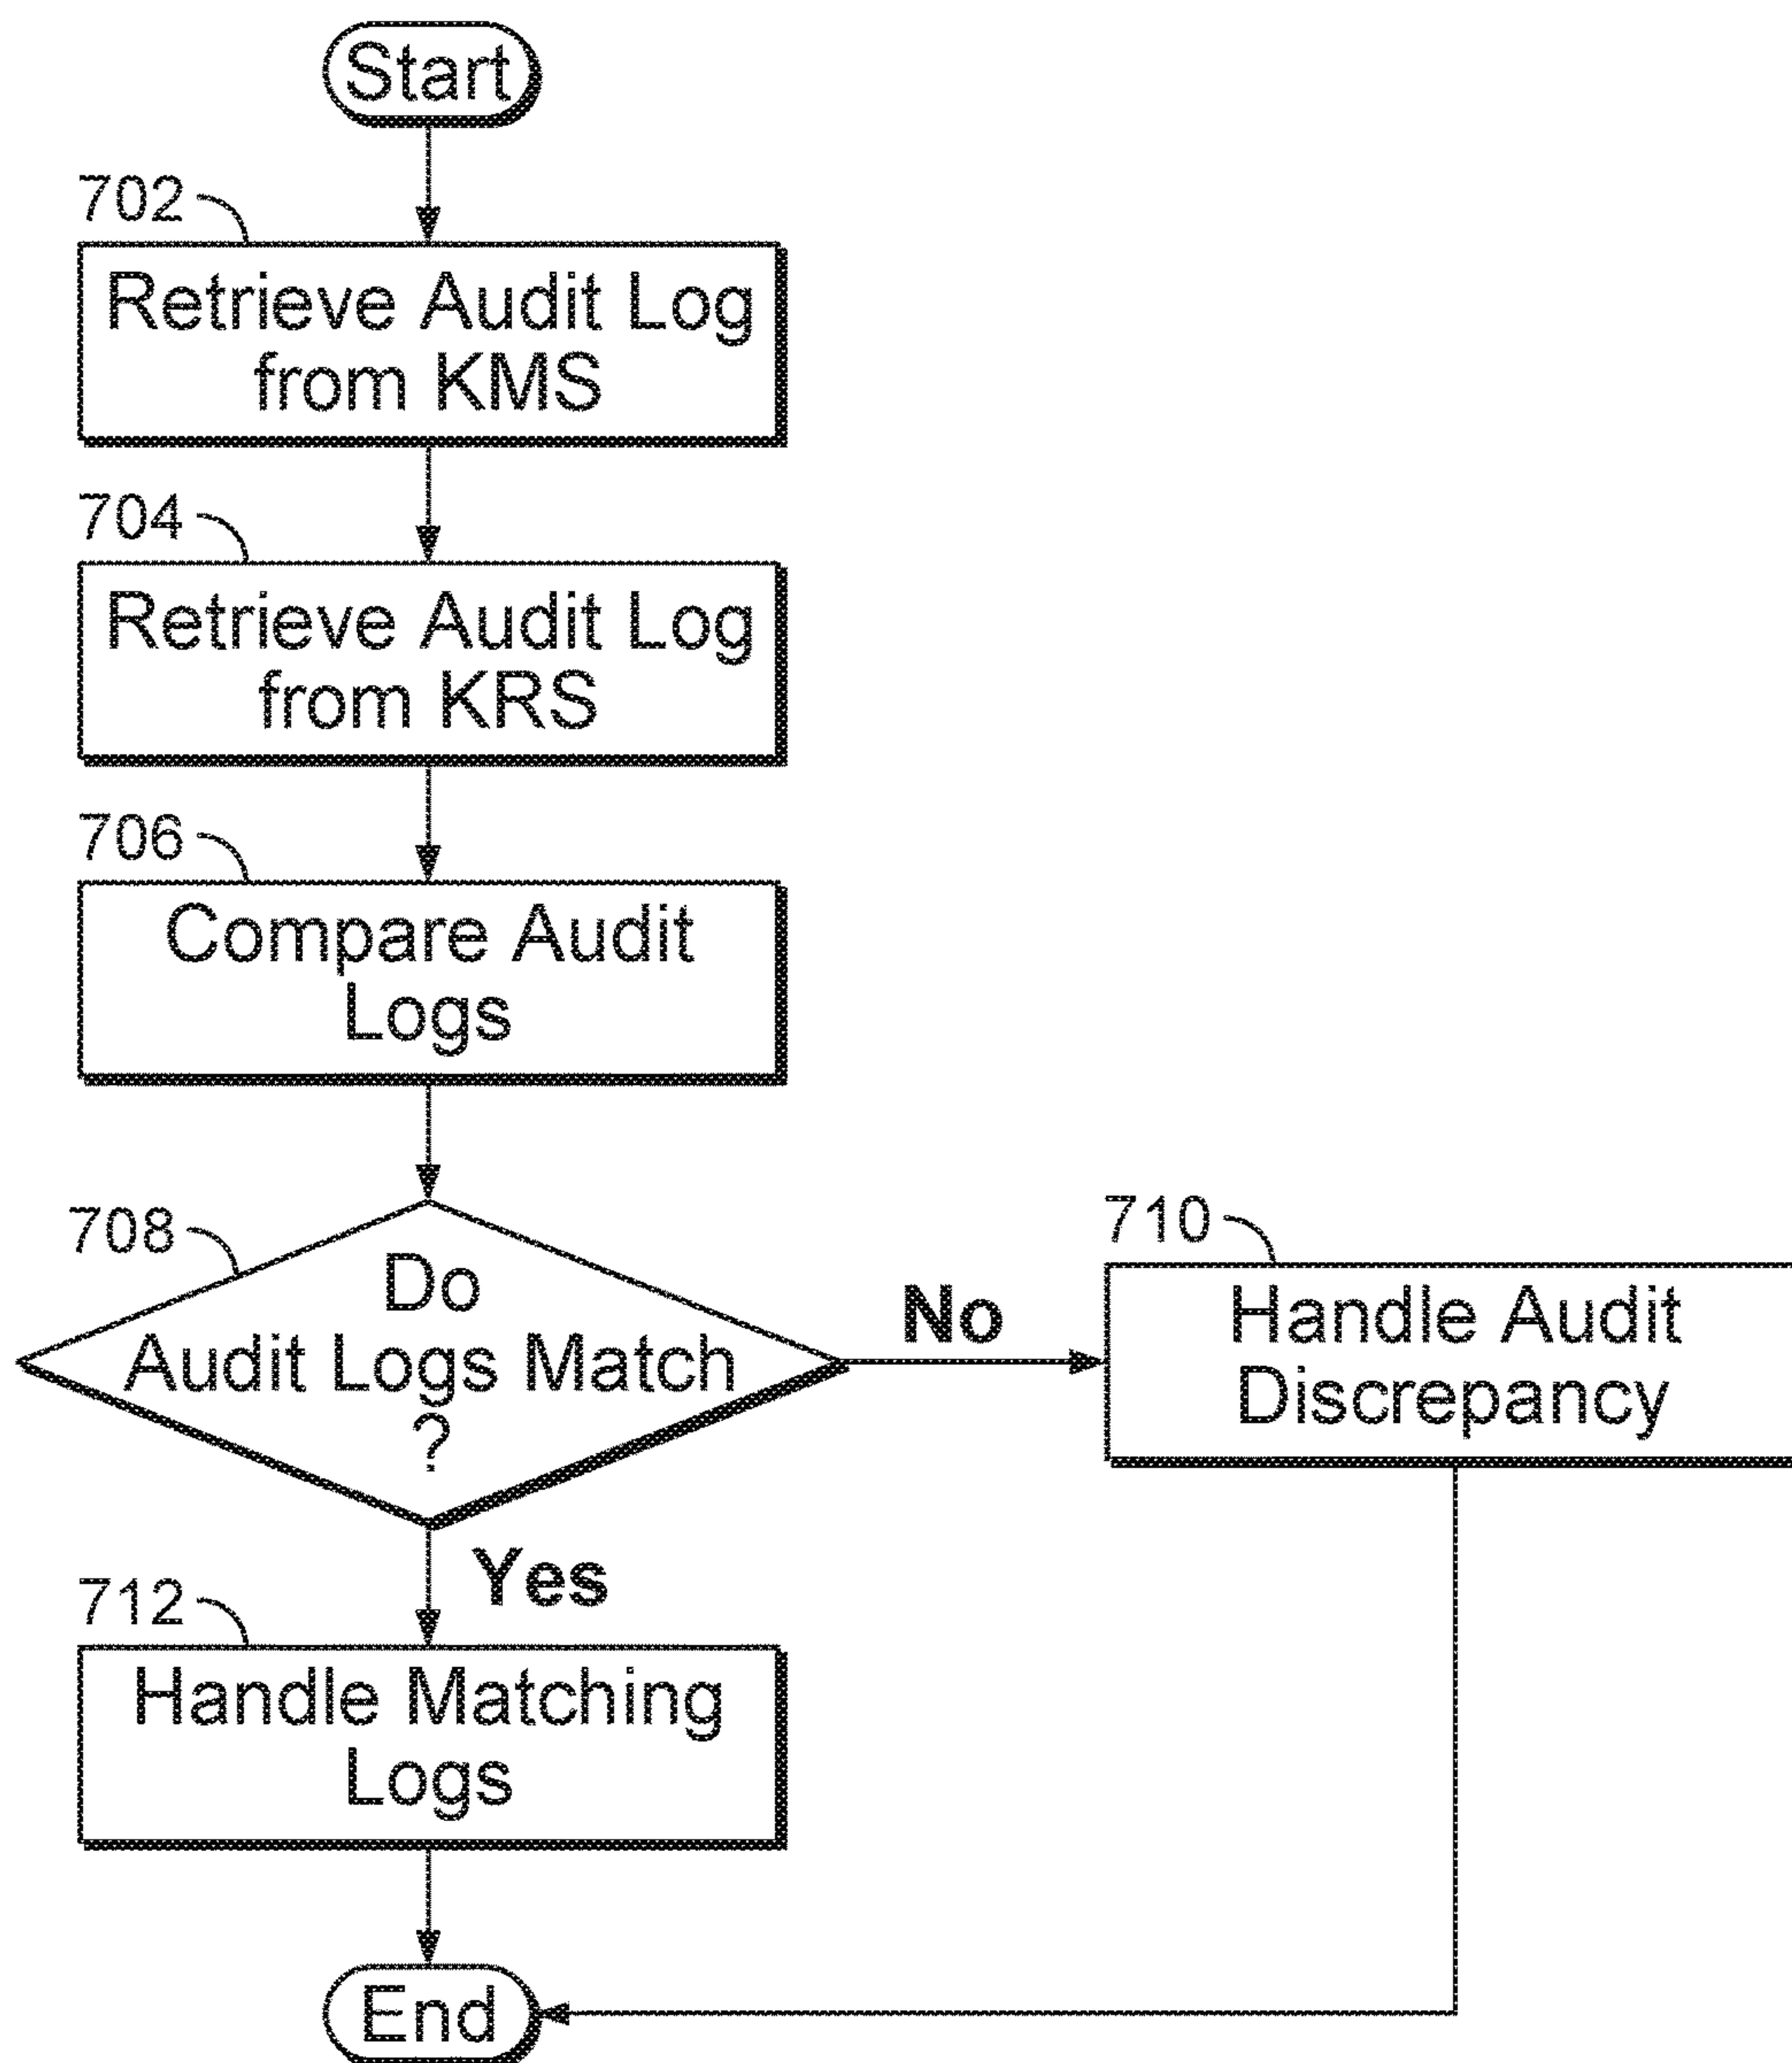 Start
702
Retrieve Audit Log
from KMS
704
Retrieve Audit Log
from KRS
706
Compare Audit
Logs
708
Do
Audit Logs Match
?
No
710
Handle Audit
Discrepancy
Yes
712
Handle Matching
Logs
End